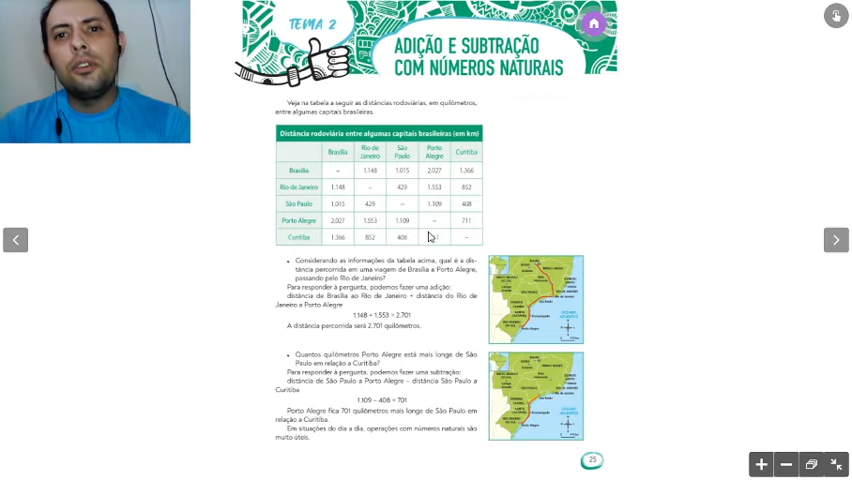 TEMA 2
ADIÇÃO E SUBTRAÇÃO
COM NÚMEROS NATURAIS
Veja na tabela a seguir as distâncias rodoviárias, em quilômetros,
entre algumas capitais brasileiras.
Distância rodoviária entre algumas capitais brasileiras (em km)
Brasília Rio de Janeiro São Paulo Porto Alegre Curitiba
Brasília – 1.148 1.015 2.027 1.366
Rio de Janeiro 1.148 – 429 1.553 852
São Paulo 1.015 429 – 1.109 408
Porto Alegre 2.027 1.553 1.109 – 711
Curitiba 1.366 852 408 –
• Considerando as informações da tabela acima, qual é a dis-
tância percorrida em uma viagem de Brasília a Porto Alegre,
passando pelo Rio de Janeiro?
Para responder à pergunta, podemos fazer uma adição:
distância de Brasília ao Rio de Janeiro + distância do Rio de
Janeiro a Porto Alegre
1.148 + 1.553 = 2.701
A distância percorrida será 2.701 quilômetros.
• Quantos quilômetros Porto Alegre está mais longe de São
Paulo em relação a Curitiba?
Para responder à pergunta, podemos fazer uma subtração:
distância de São Paulo a Porto Alegre – distância São Paulo a
Curitiba
1.109 – 408 = 701
Porto Alegre fica 701 quilômetros mais longe de São Paulo em
relação a Curitiba.
Em situações do dia a dia, operações com números naturais são
muito úteis.
25